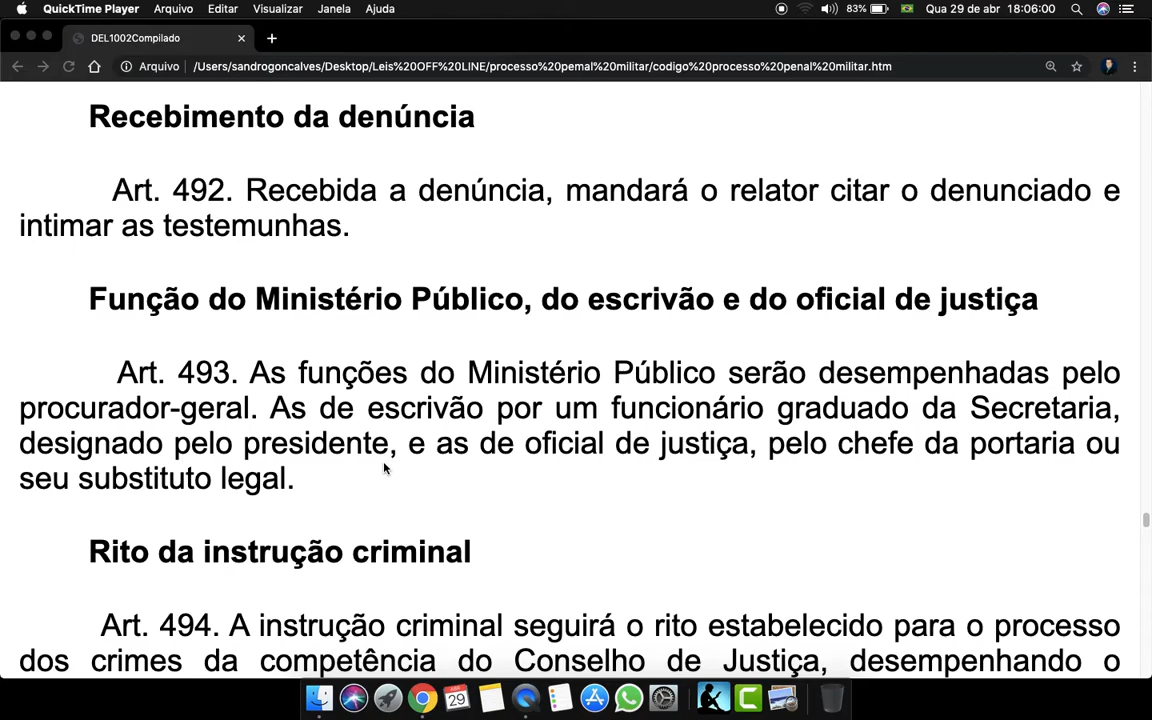 QuickTime Player Arquivo Editar Visualizar Janela Ajuda 83% Qua 29 de abr 18:06:00
DEL1002Compilado
Arquivo /Users/sandrogoncalves/Desktop/Leis%20OFF%20LINE/processo%20pemal%20militar/codigo%20processo%20penal%20militar.htm
Recebimento da denúncia
Art. 492. Recebida a denúncia, mandará o relator citar o denunciado e
intimar as testemunhas.
Função do Ministério Público, do escrivão e do oficial de justiça
Art. 493. As funções do Ministério Público serão desempenhadas pelo
procurador-geral. As de escrivão por um funcionário graduado da Secretaria,
designado pelo presidente, e as de oficial de justiça, pelo chefe da portaria ou
seu substituto legal.
Rito da instrução criminal
Art. 494. A instrução criminal seguirá o rito estabelecido para o processo
dos crimes da competência do Conselho de Justiça, desempenhando o
29